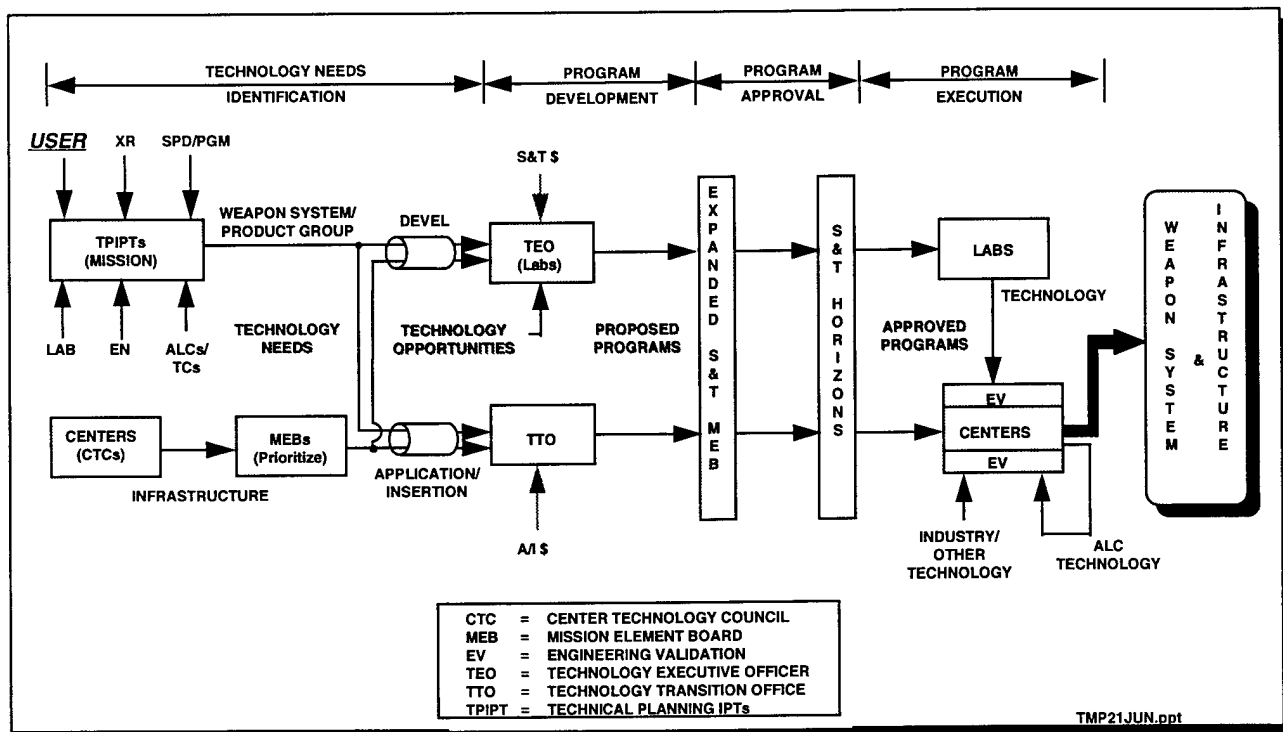 TECHNOLOGY NEEDS
IDENTIFICATION
PROGRAM
DEVELOPMENT
PROGRAM
APPROVAL
PROGRAM
EXECUTION
USER
XR
SPD/PGM
S&T $
WEAPON SYSTEM/
PRODUCT GROUP
DEVEL
TPIPTs
(MISSION)
TEO
(Labs)
LABS
TECHNOLOGY
LAB
EN
ALCs/
TCs
TECHNOLOGY
NEEDS
TECHNOLOGY
OPPORTUNITIES
PROPOSED
PROGRAMS
EXPANDED S&T MEB
S&T HORIZONS
APPROVED
PROGRAMS
WEAPON SYSTEM
&
INFRASTRUCTURE
CENTERS
(CTCs)
MEBs
(Prioritize)
INFRASTRUCTURE
APPLICATION/
INSERTION
TTO
A/I $
EV
CENTERS
EV
INDUSTRY/
OTHER
TECHNOLOGY
ALC
TECHNOLOGY
CTC = CENTER TECHNOLOGY COUNCIL
MEB = MISSION ELEMENT BOARD
EV = ENGINEERING VALIDATION
TEO = TECHNOLOGY EXECUTIVE OFFICER
TTO = TECHNOLOGY TRANSITION OFFICE
TPIPT = TECHNICAL PLANNING IPTs
TMP21JUN.ppt